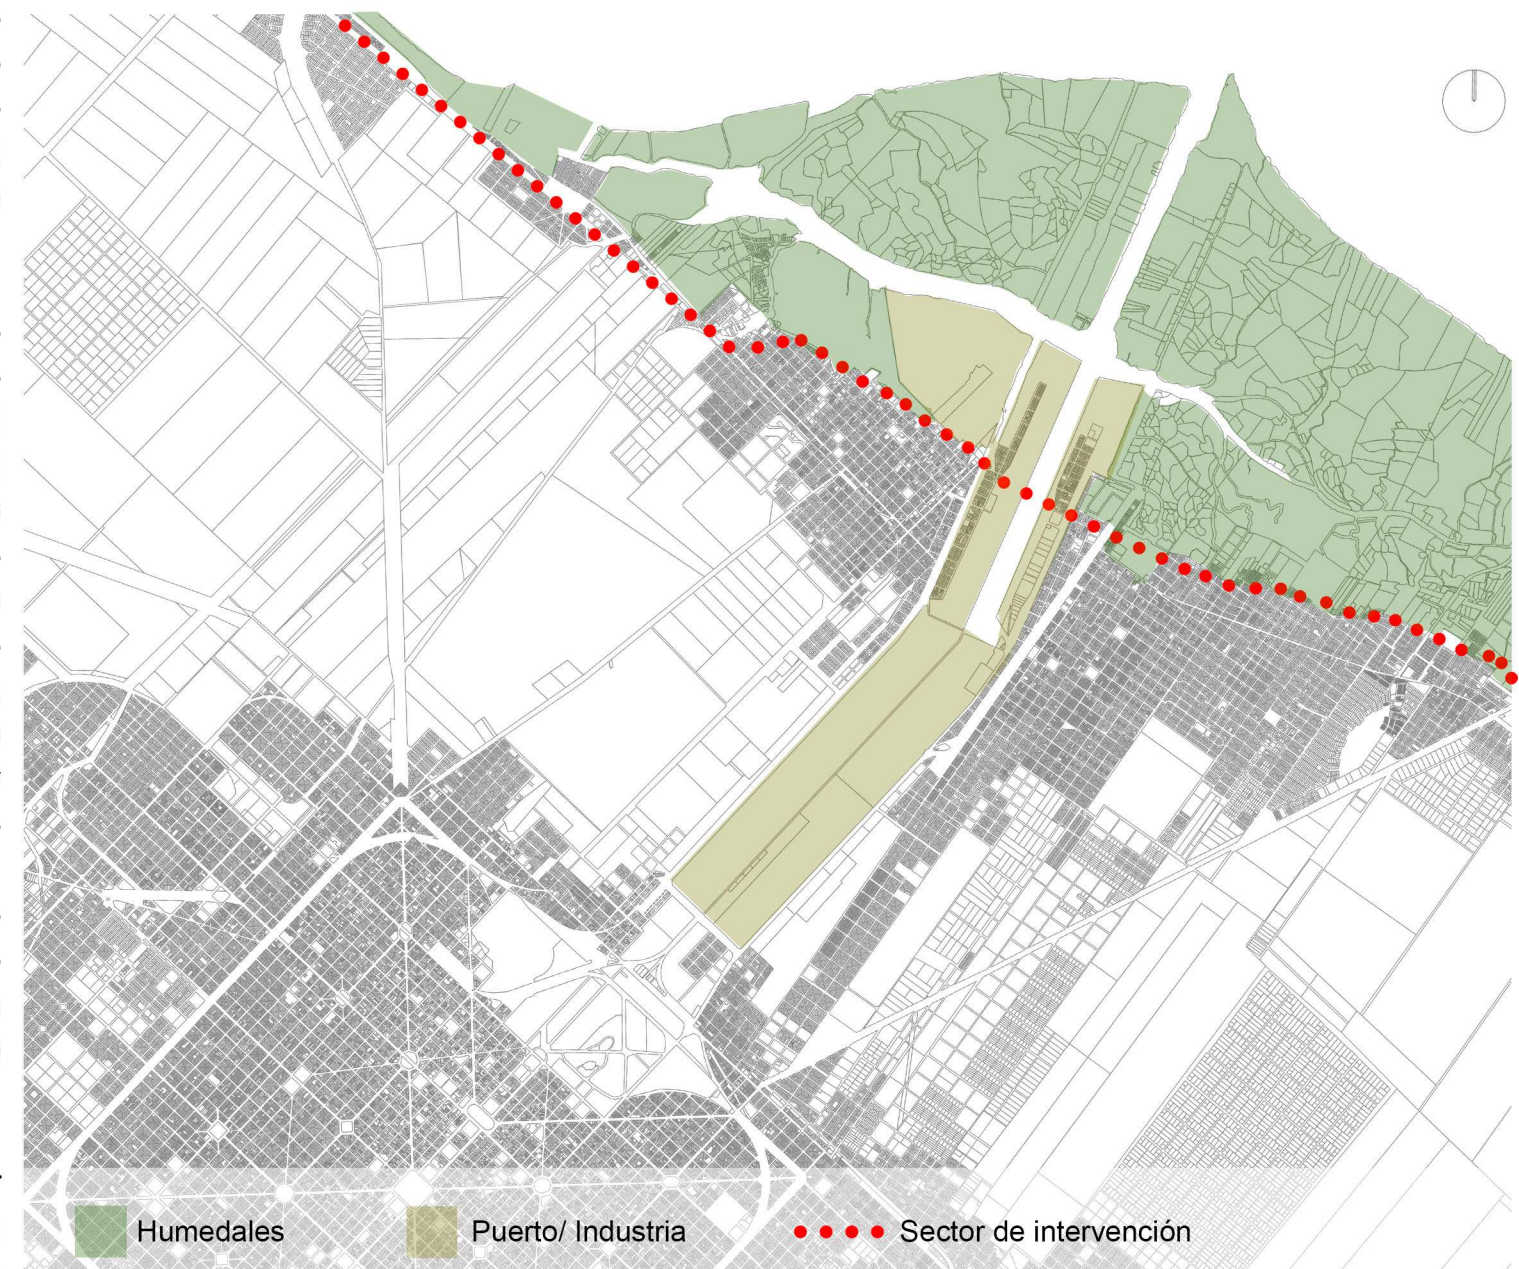 Humedales
Puerto/ Industria
Sector de intervención